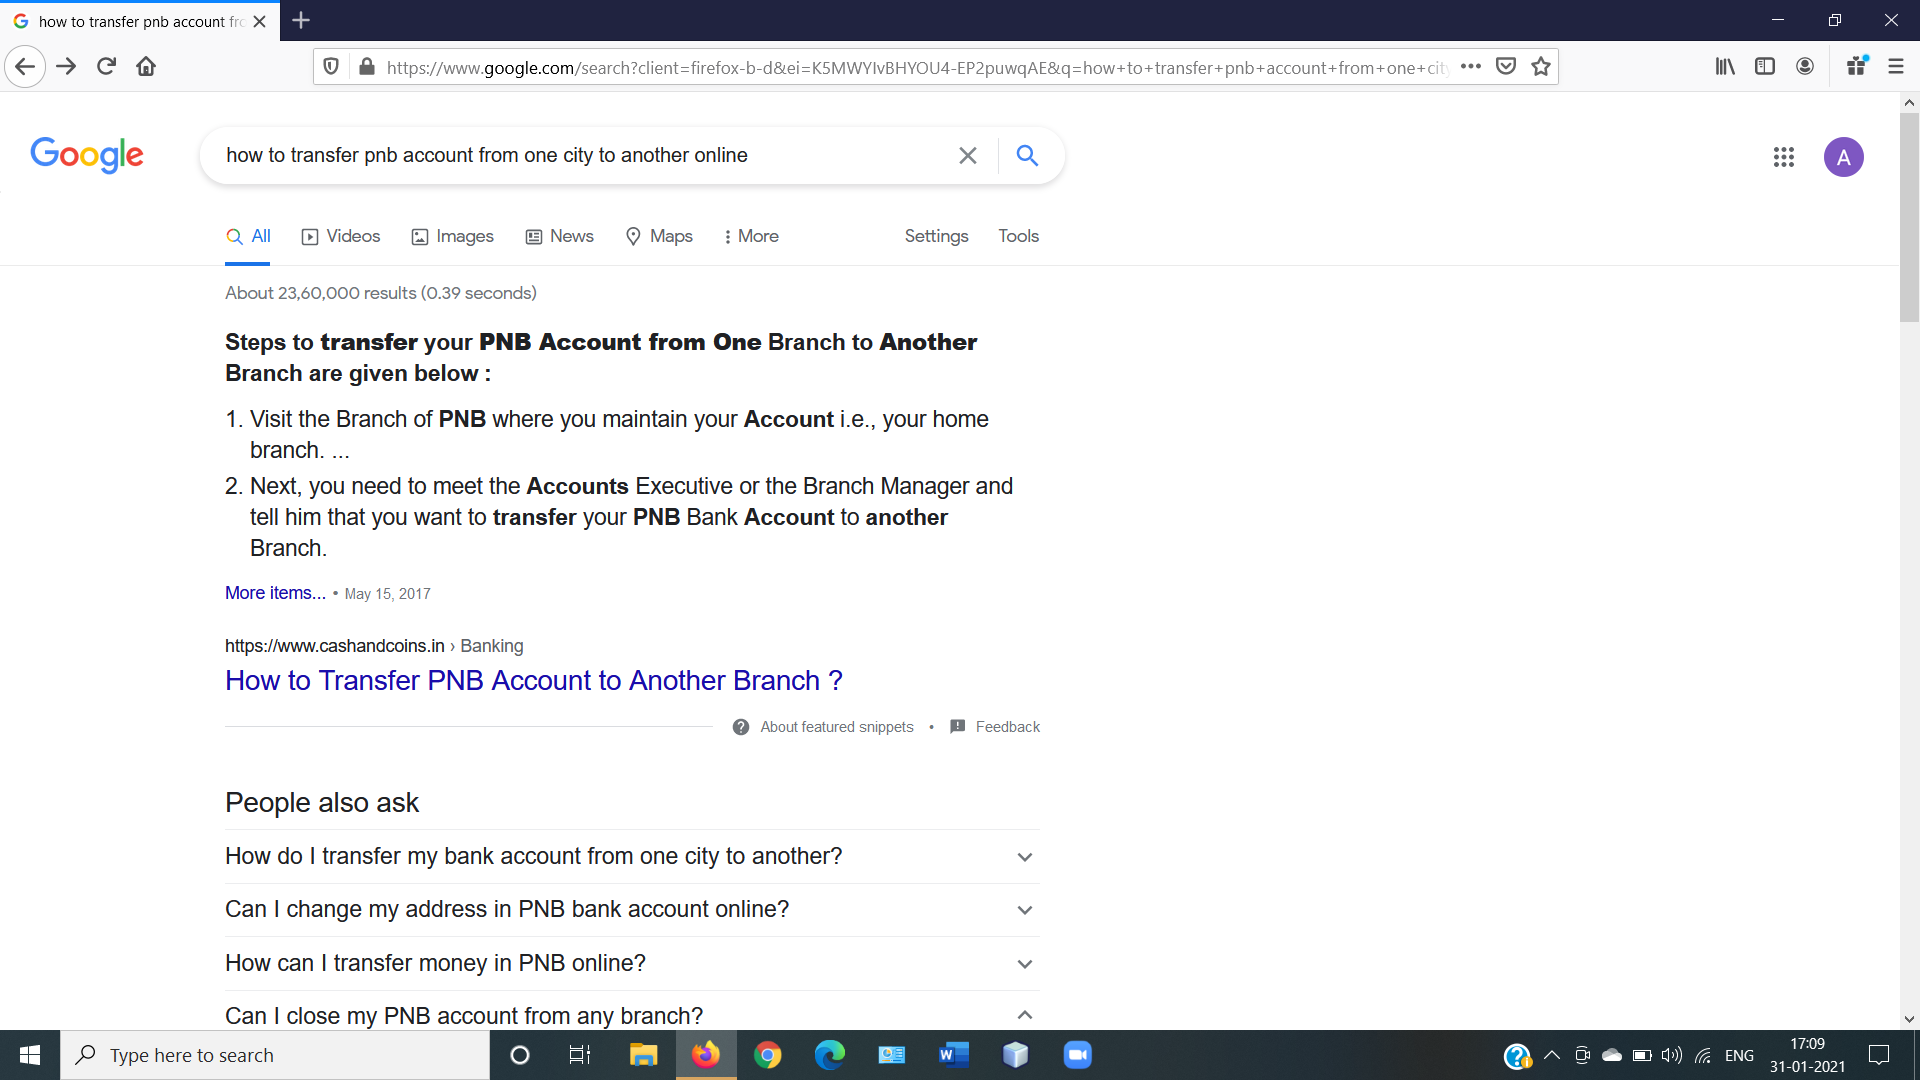 how to transfer pnb account fro
https://www.google.com/search?client=firefox-b-d&ei=K5MWYIvBHYOU4-EP2puwqAE&q=how+to+transfer+pnb+account+from+one+city
Google
how to transfer pnb account from one city to another online
A
All Videos Images News Maps More Settings Tools
About 23,60,000 results (0.39 seconds)
Steps to transfer your PNB Account from One Branch to Another
Branch are given below :
1. Visit the Branch of PNB where you maintain your Account i.e., your home
branch. ...
2. Next, you need to meet the Accounts Executive or the Branch Manager and
tell him that you want to transfer your PNB Bank Account to another
Branch.
More items... • May 15, 2017
https://www.cashandcoins.in › Banking
How to Transfer PNB Account to Another Branch ?
About featured snippets • Feedback
People also ask
How do I transfer my bank account from one city to another?
Can I change my address in PNB bank account online?
How can I transfer money in PNB online?
Can I close my PNB account from any branch?
Type here to search
ENG
17:09
31-01-2021